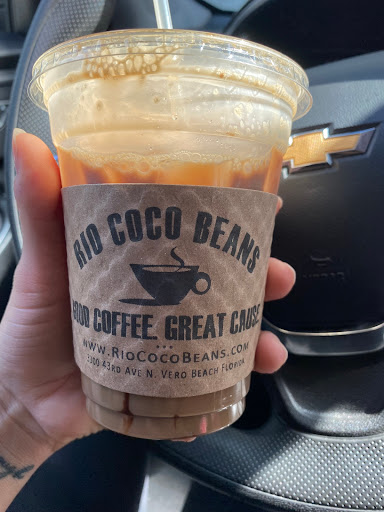 RIO COCO BEANS
GOOD COFFEE. GREAT CAUSE
WWW.RIOCOCOBEANS.COM
3300 43RD AVE N. VERO BEACH FLORIDA